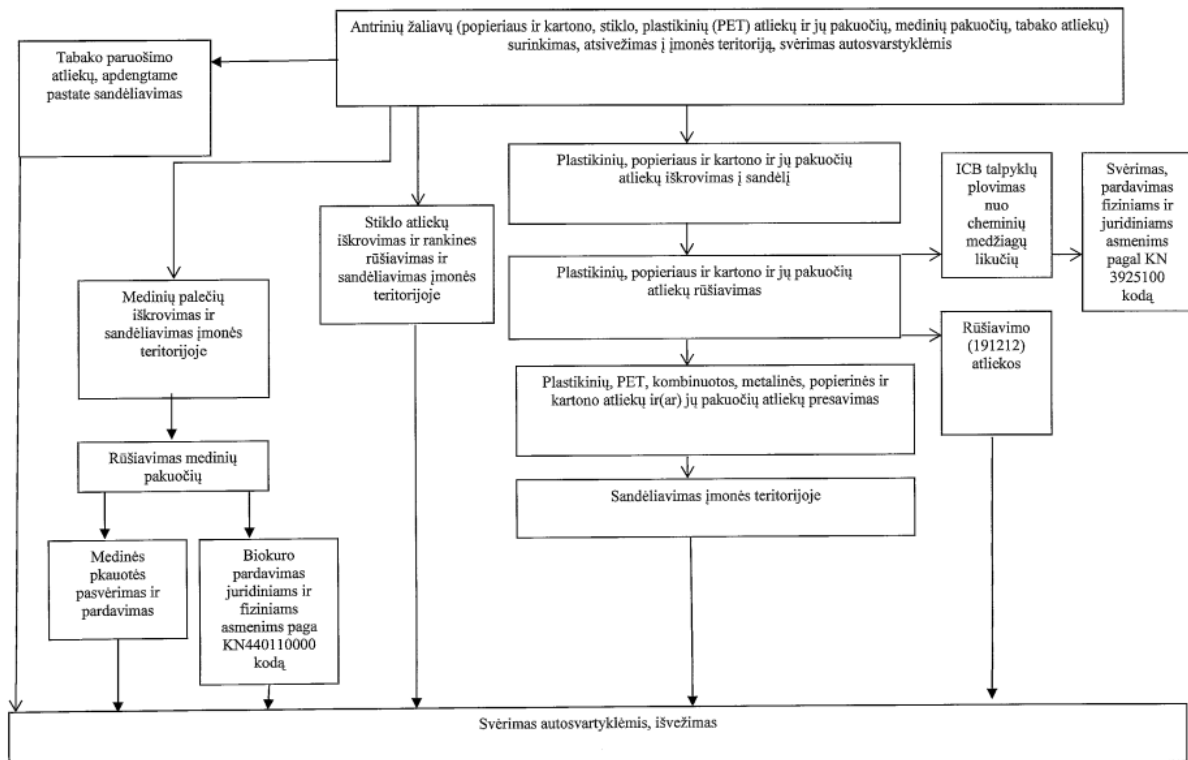 Antrinių žaliavų (popieriaus ir kartono, stiklo, plastikinių (PET) atliekų ir jų pakuočių, medinių pakuočių, tabako atliekų)
surinkimas, atsivežimas į įmonės teritoriją, svėrimas autosvarstyklėmis
Tabako paruošimo
atliekų, apdengtame
pastate sandėliavimas
Plastikinių, popieriaus ir kartono ir jų pakuočių
atliekų iškrovimas į sandėlį
ICB talpyklų
plovimas
nuo
cheminių
medžiagų
likučių
Svėrimas,
pardavimas
fiziniams ir
juridiniams
asmenims
pagal KN
3925100
kodą
Stiklo atliekų
iškrovimas ir rankines
rūšiavimas ir
sandėliavimas įmonės
teritorijoje
Plastikinių, popieriaus ir kartono ir jų pakuočių
atliekų rūšiavimas
Medinių palečių
iškrovimas ir
sandėliavimas įmonės
teritorijoje
Rūšiavimo
(191212)
atliekos
Plastikinių, PET, kombinuotos, metalinės, popierinės ir
kartono atliekų ir(ar) jų pakuočių atliekų presavimas
Rūšiavimas medinių
pakuočių
Sandėliavimas įmonės teritorijoje
Medinės
pkauotės
pasvėrimas ir
pardavimas
Biokuro
pardavimas
juridiniams ir
fiziniams
asmenims paga
KN440110000
kodą
Svėrimas autosvartyklėmis, išvežimas